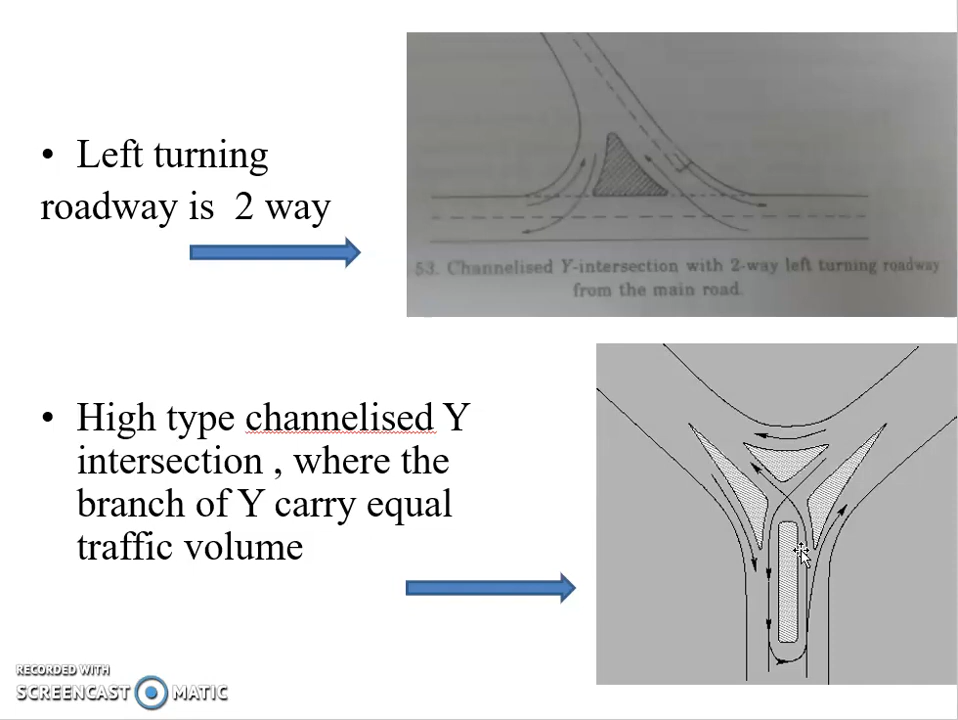 • Left turning
roadway is 2 way
53. Channelised Y-intersection with 2-way left turning roadway
from the main road.
• High type channelised Y
intersection , where the
branch of Y carry equal
traffic volume
RECORDED WITH
SCREENCAST MATIC